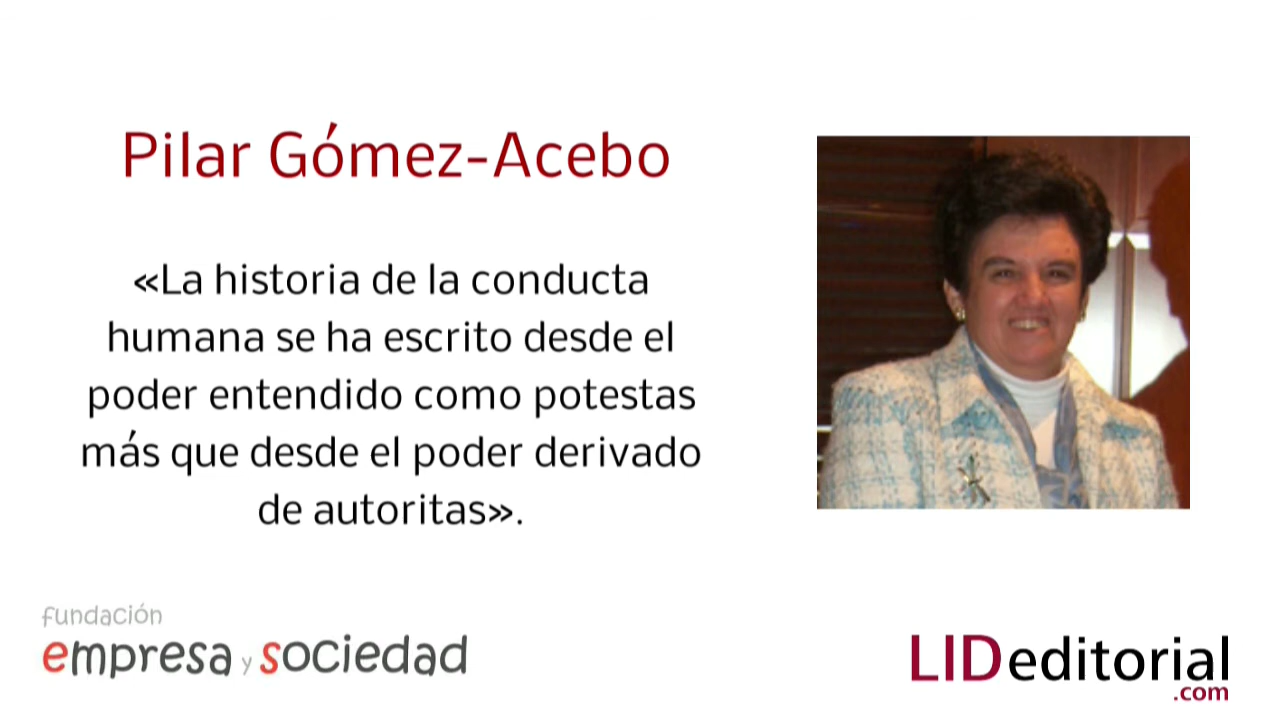 Pilar Gómez-Acebo
«La historia de la conducta
humana se ha escrito desde el
poder entendido como potestas
más que desde el poder derivado
de autoritas».
fundación
empresa y sociedad
LIDeditorial
.com